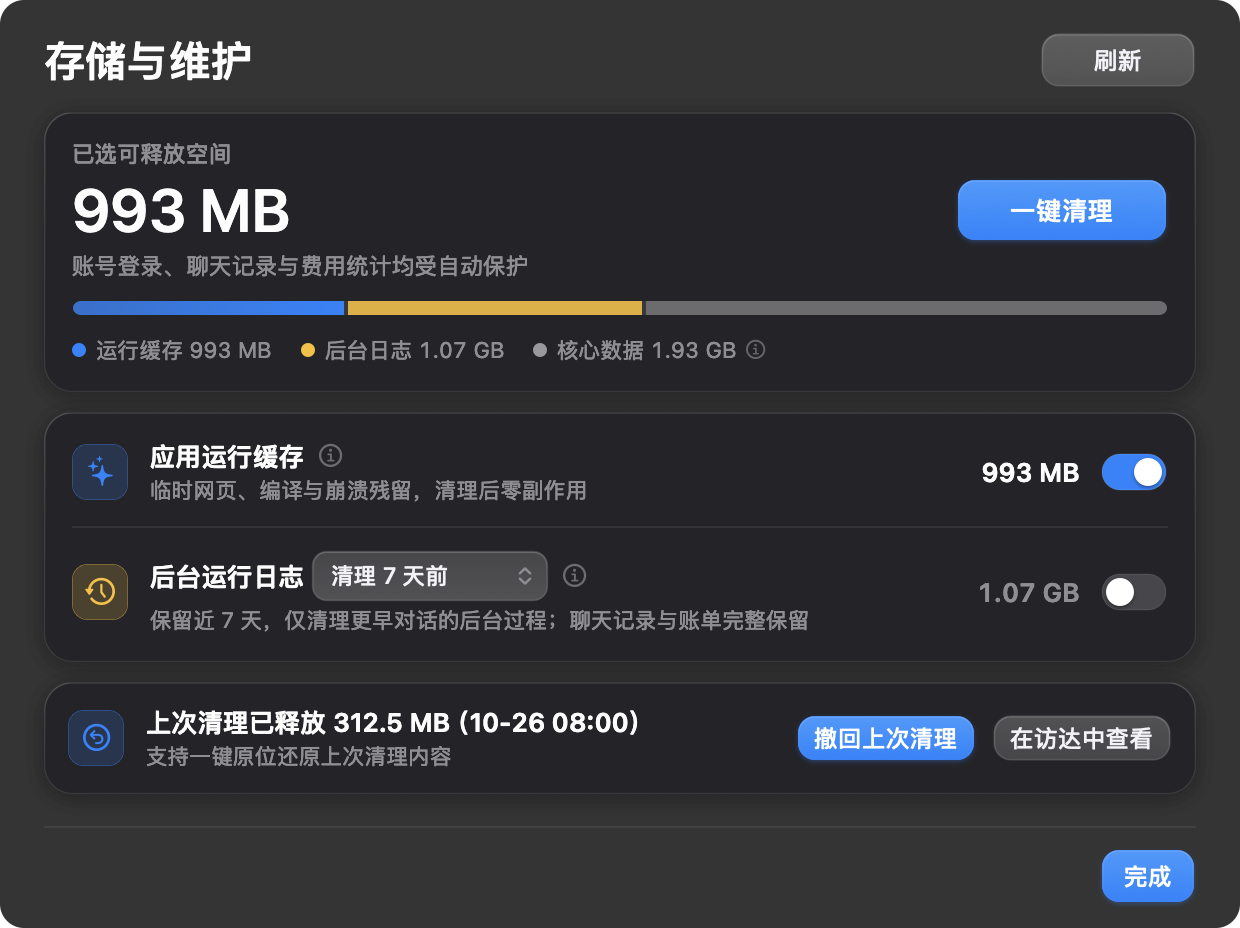 存储与维护
刷新
已选可释放空间
993 MB
一键清理
账号登录、聊天记录与费用统计均受自动保护
运行缓存 993 MB 后台日志 1.07 GB 核心数据 1.93 GB
应用运行缓存
临时网页、编译与崩溃残留，清理后零副作用
993 MB
后台运行日志 清理 7 天前
保留近 7 天，仅清理更早对话的后台过程；聊天记录与账单完整保留
1.07 GB
上次清理已释放 312.5 MB (10-26 08:00)
支持一键原位还原上次清理内容
撤回上次清理
在访达中查看
完成